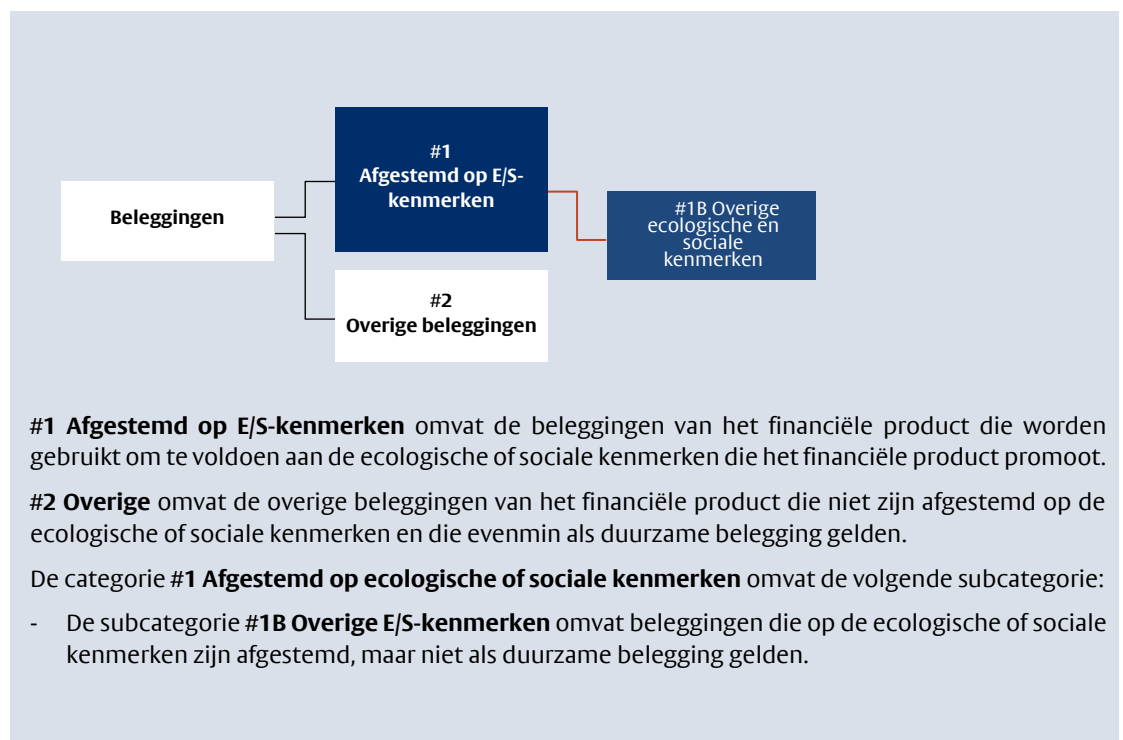 #1
Afgestemd op E/S-
kenmerken
Beleggingen
#1B Overige
ecologische en
sociale
kenmerken
#2
Overige beleggingen
#1 Afgestemd op E/S-kenmerken omvat de beleggingen van het financiële product die worden
gebruikt om te voldoen aan de ecologische of sociale kenmerken die het financiële product promoot.
#2 Overige omvat de overige beleggingen van het financiële product die niet zijn afgestemd op de
ecologische of sociale kenmerken en die evenmin als duurzame belegging gelden.
De categorie #1 Afgestemd op ecologische of sociale kenmerken omvat de volgende subcategorie:
- De subcategorie #1B Overige E/S-kenmerken omvat beleggingen die op de ecologische of sociale
kenmerken zijn afgestemd, maar niet als duurzame belegging gelden.